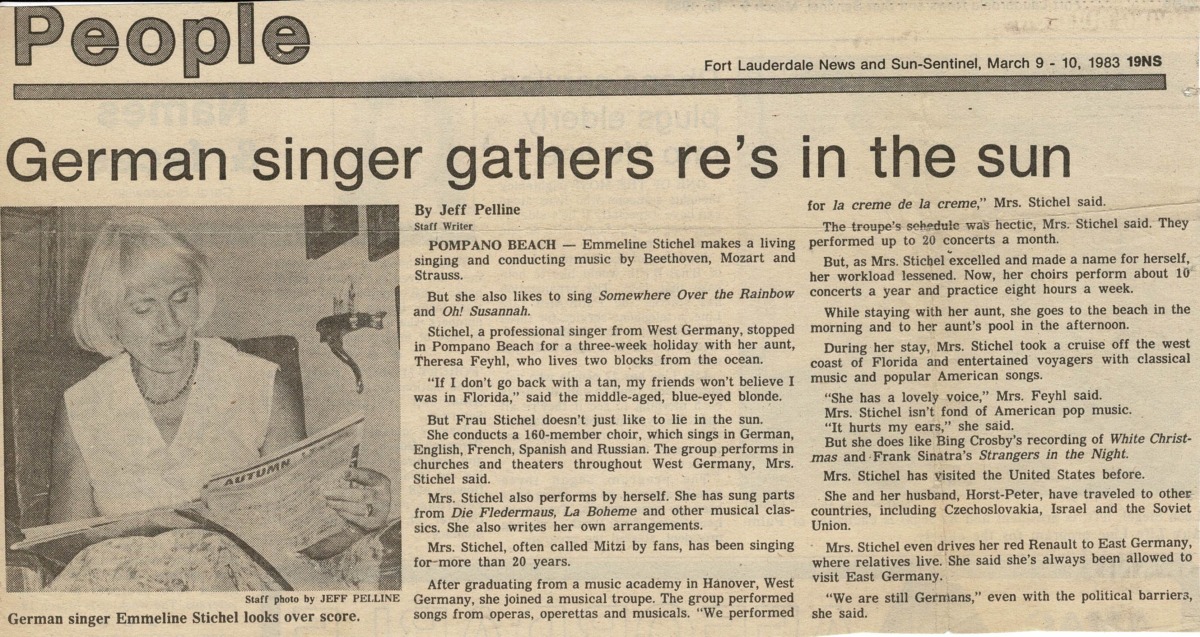 People
Fort Lauderdale News and Sun-Sentinel, March 9 - 10, 1983 19NS
German singer gathers re's in the sun
AUTUMN
Staff photo by JEFF PELLINE
German singer Emmeline Stichel looks over score.
By Jeff Pelline
Staff Writer
POMPANO BEACH — Emmeline Stichel makes a living
singing and conducting music by Beethoven, Mozart and
Strauss.
But she also likes to sing Somewhere Over the Rainbow
and Oh! Susannah.
Stichel, a professional singer from West Germany, stopped
in Pompano Beach for a three-week holiday with her aunt,
Theresa Feyhl, who lives two blocks from the ocean.
“If I don't go back with a tan, my friends won't believe I
was in Florida,” said the middle-aged, blue-eyed blonde.
But Frau Stichel doesn't just like to lie in the sun.
She conducts a 160-member choir, which sings in German,
English, French, Spanish and Russian. The group performs in
churches and theaters throughout West Germany, Mrs.
Stichel said.
Mrs. Stichel also performs by herself. She has sung parts
from Die Fledermaus, La Boheme and other musical clas-
sics. She also writes her own arrangements.
Mrs. Stichel, often called Mitzi by fans, has been singing
for more than 20 years.
After graduating from a music academy in Hanover, West
Germany, she joined a musical troupe. The group performed
songs from operas, operettas and musicals. “We performed
for la creme de la creme,” Mrs. Stichel said.
The troupe's schedule was hectic, Mrs. Stichel said. They
performed up to 20 concerts a month.
But, as Mrs. Stichel excelled and made a name for herself,
her workload lessened. Now, her choirs perform about 10
concerts a year and practice eight hours a week.
While staying with her aunt, she goes to the beach in the
morning and to her aunt's pool in the afternoon.
During her stay, Mrs. Stichel took a cruise off the west
coast of Florida and entertained voyagers with classical
music and popular American songs.
“She has a lovely voice,” Mrs. Feyhl said.
Mrs. Stichel isn't fond of American pop music.
“It hurts my ears,” she said.
But she does like Bing Crosby's recording of White Christ-
mas and Frank Sinatra's Strangers in the Night.
Mrs. Stichel has visited the United States before.
She and her husband, Horst-Peter, have traveled to other
countries, including Czechoslovakia, Israel and the Soviet
Union.
Mrs. Stichel even drives her red Renault to East Germany,
where relatives live. She said she's always been allowed to
visit East Germany.
“We are still Germans,” even with the political barriers,
she said.